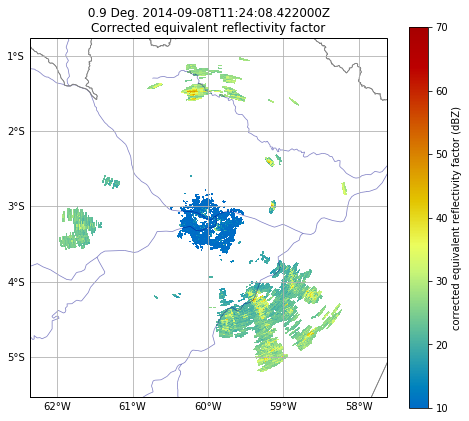 0.9 Deg. 2014-09-08T11:24:08.422000Z
Corrected equivalent reflectivity factor
1°S
2°S
3°S
4°S
5°S
62°W 61°W 60°W 59°W 58°W
70
60
50
40
30
20
10
corrected equivalent reflectivity factor (dBZ)